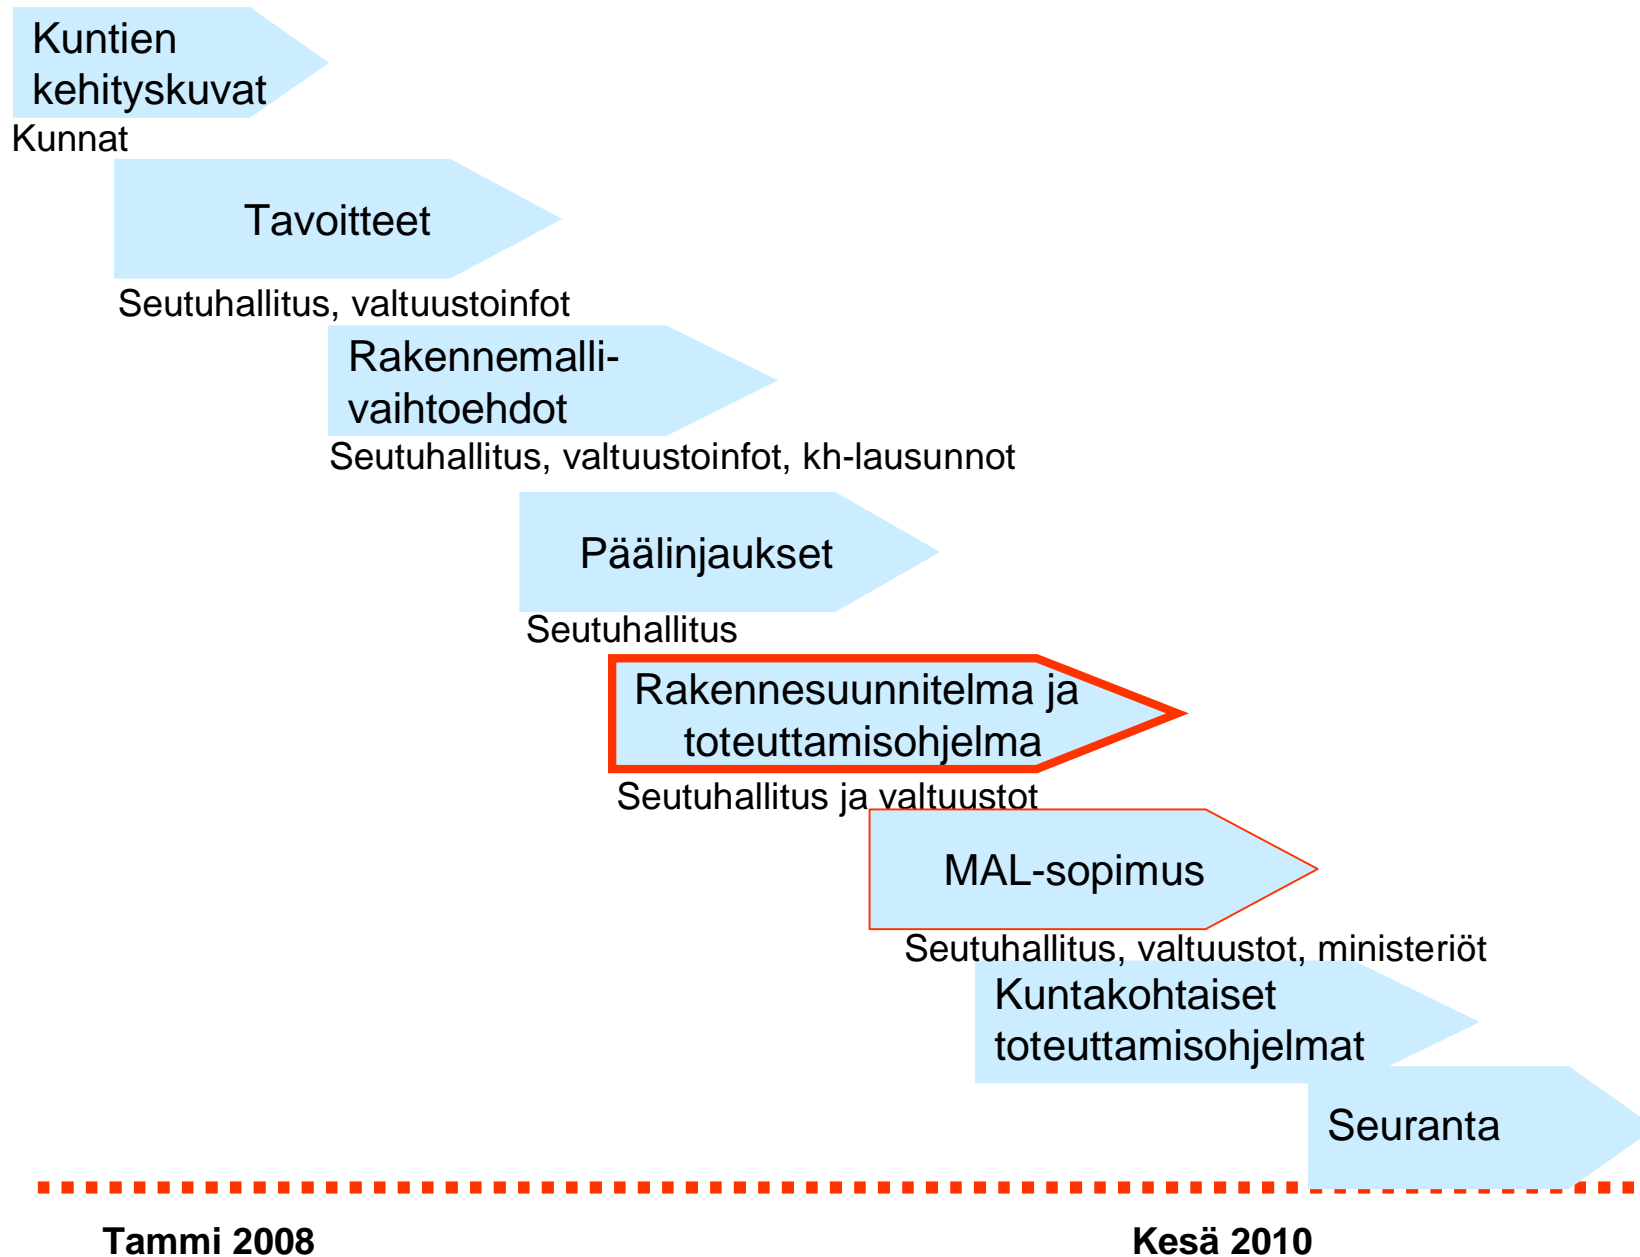 Kuntien
kehityskuvat
Kunnat
Tavoitteet
Seutuhallitus, valtuustoinfot
Rakennemalli-
vaihtoehdot
Seutuhallitus, valtuustoinfot, kh-lausunnot
Päälinjaukset
Seutuhallitus
Rakennesuunnitelma ja
toteuttamisohjelma
Seutuhallitus ja valtuustot
MAL-sopimus
Seutuhallitus, valtuustot, ministeriöt
Kuntakohtaiset
toteuttamisohjelmat
Seuranta
Tammi 2008
Kesä 2010